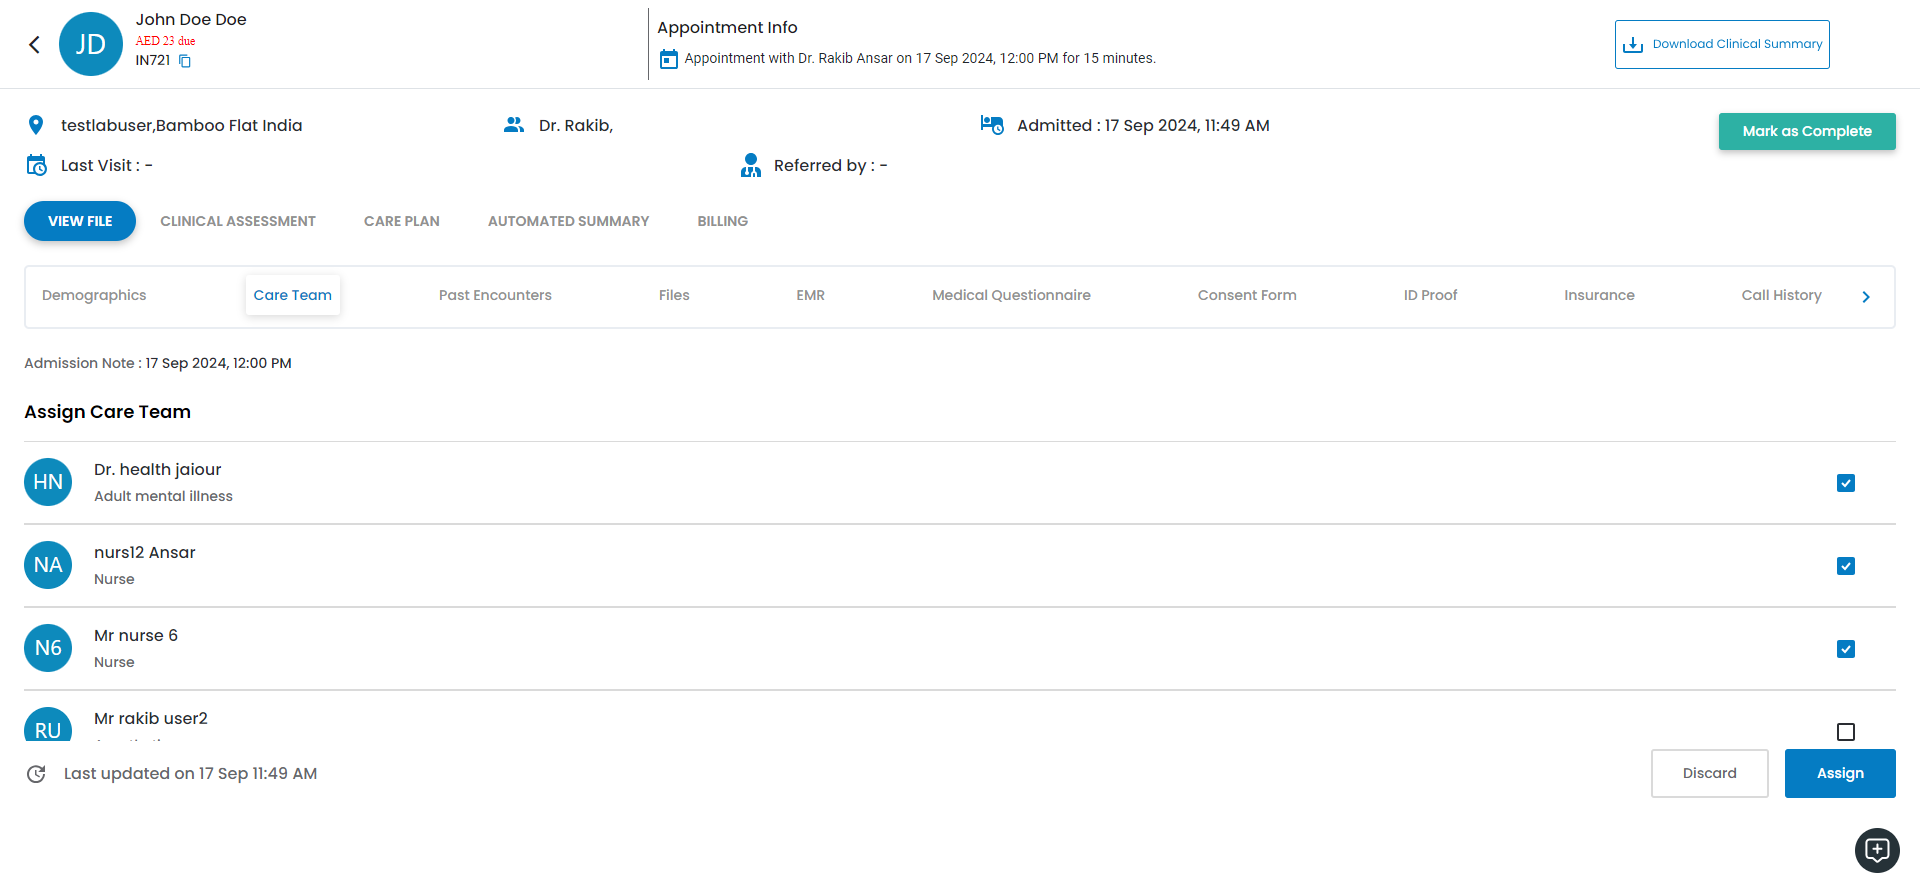 JD
John Doe Doe
AED 23 due
IN721
Appointment Info
Appointment with Dr. Rakib Ansar on 17 Sep 2024, 12:00 PM for 15 minutes.
Download Clinical Summary
testlabuser,Bamboo Flat India
Dr. Rakib,
Admitted : 17 Sep 2024, 11:49 AM
Mark as Complete
Last Visit : -
Referred by : -
VIEW FILE
CLINICAL ASSESSMENT
CARE PLAN
AUTOMATED SUMMARY
BILLING
Demographics
Care Team
Past Encounters
Files
EMR
Medical Questionnaire
Consent Form
ID Proof
Insurance
Call History
Admission Note : 17 Sep 2024, 12:00 PM
Assign Care Team
HN
Dr. health jaiour
Adult mental illness
NA
nurs12 Ansar
Nurse
N6
Mr nurse 6
Nurse
RU
Mr rakib user2
Last updated on 17 Sep 11:49 AM
Discard
Assign